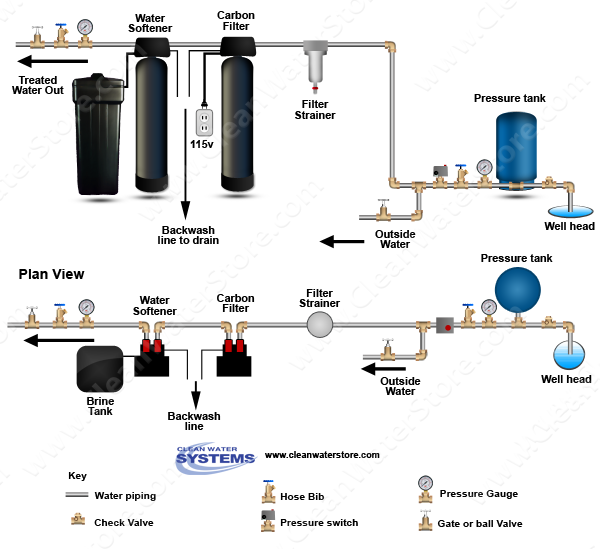 Water
Softener
Carbon
Filter
Treated
Water Out
115v
Filter
Strainer
Pressure tank
Backwash
line to drain
Outside
Water
Well head
Plan View
Water
Softener
Carbon
Filter
Filter
Strainer
Pressure tank
Brine
Tank
Backwash
line
Outside
Water
Well head
CLEAN WATER
SYSTEMS
www.cleanwaterstore.com
Key
Water piping
Hose Bib
Pressure Gauge
Check Valve
Pressure switch
Gate or ball Valve
www.CleanWaterStore.com